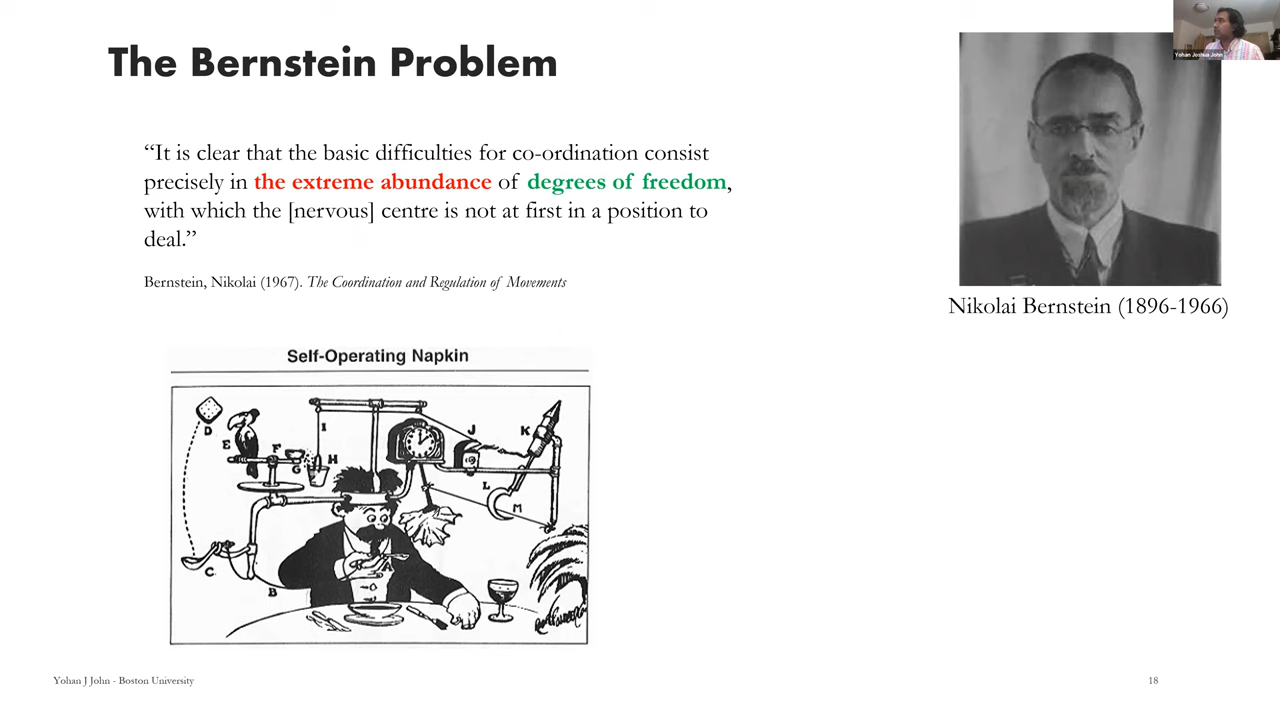 The Bernstein Problem
Yohan Joshua John
“It is clear that the basic difficulties for co-ordination consist
precisely in the extreme abundance of degrees of freedom,
with which the [nervous] centre is not at first in a position to
deal.”
Bernstein, Nikolai (1967). The Coordination and Regulation of Movements
Nikolai Bernstein (1896-1966)
Self-Operating Napkin
D
E
F
G
H
I
J
K
L
M
A
C
B
Yohan J John - Boston University
18